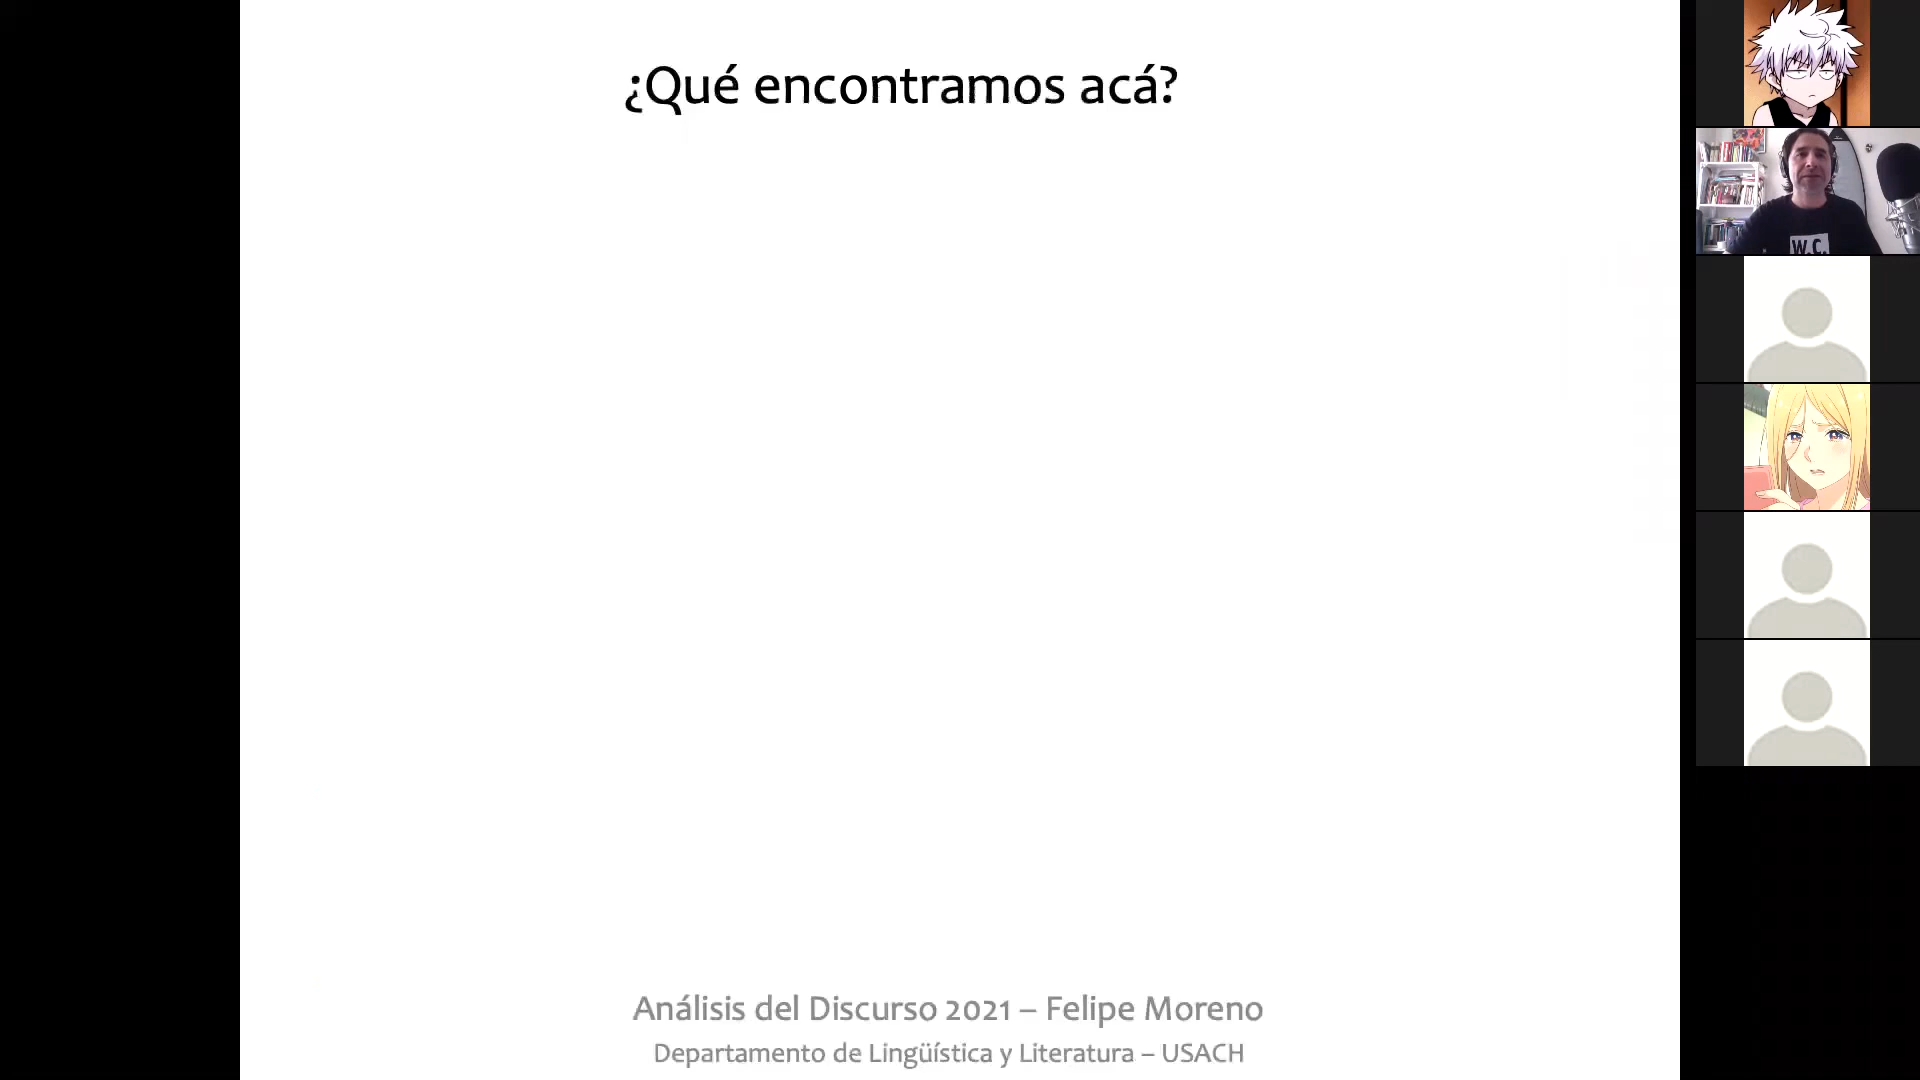 ¿Qué encontramos acá?
W.C.
Análisis del Discurso 2021 – Felipe Moreno
Departamento de Lingüística y Literatura – USACH